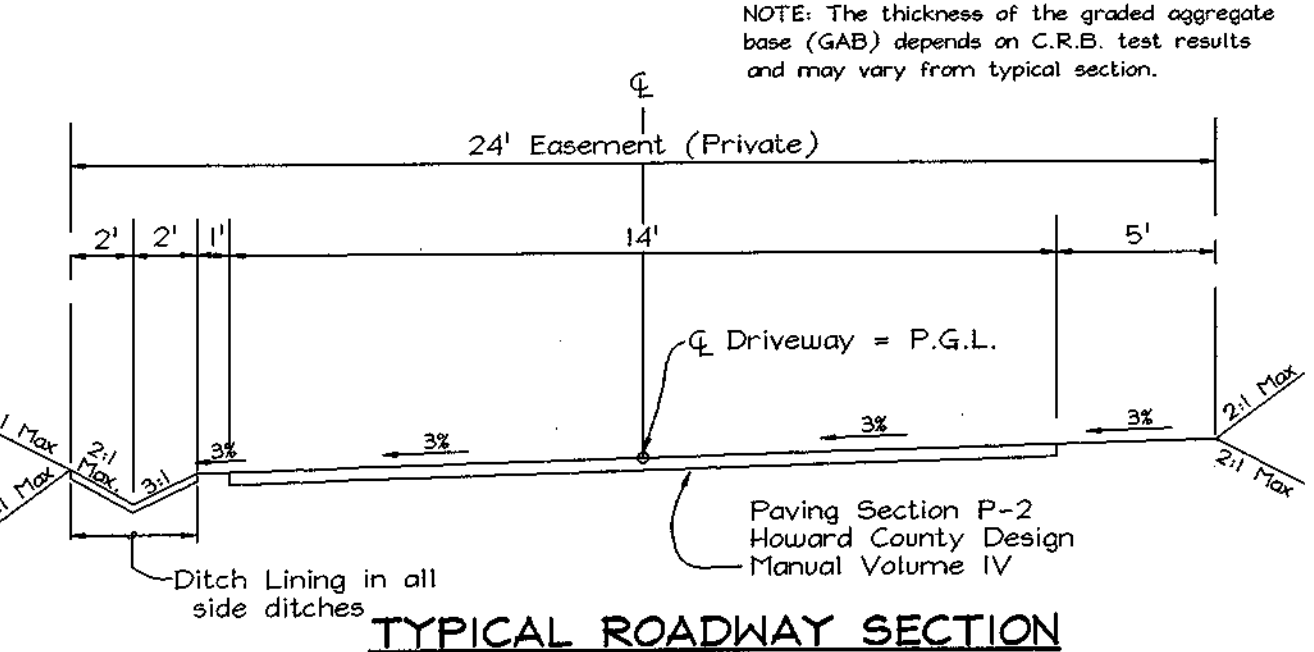 NOTE: The thickness of the graded aggregate
base (GAB) depends on C.R.B. test results
and may vary from typical section.
℄
24' Easement (Private)
2'
2'
1'
14'
5'
℄ Driveway = P.G.L.
1 Max
2:1
Max.
3:1
:1 Max
3%
3%
3%
3%
2:1 Max
2:1 Max
Paving Section P-2
Howard County Design
Manual Volume IV
Ditch Lining in all
side ditches
TYPICAL ROADWAY SECTION